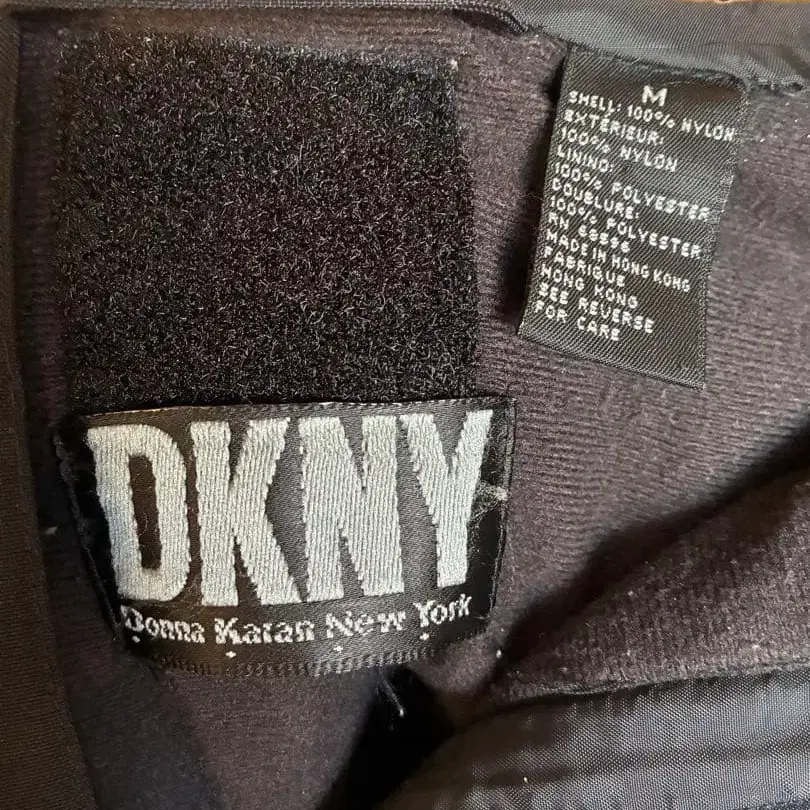 M
SHELL: 100% NYLON
EXTÉRIEUR:
100% NYLON
LINING:
100% POLYESTER
DOUBLURE:
100% POLYESTER
RN 65596
MADE IN HONG KONG
FABRIQUE
HONG KONG
SEE REVERSE
FOR CARE
DKNY
Donna Karan New York